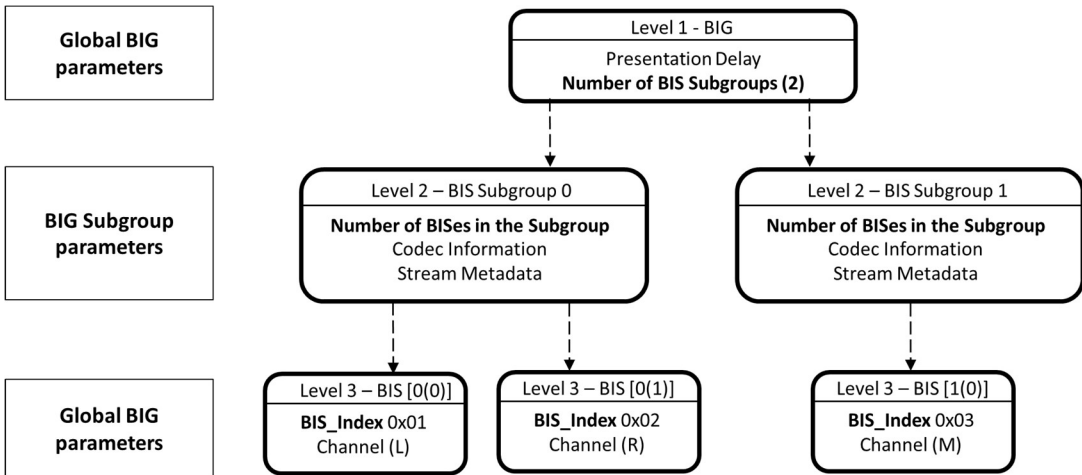 Global BIG
parameters
Level 1 - BIG
Presentation Delay
Number of BIS Subgroups (2)
BIG Subgroup
parameters
Level 2 – BIS Subgroup 0
Number of BISes in the Subgroup
Codec Information
Stream Metadata
Level 2 – BIS Subgroup 1
Number of BISes in the Subgroup
Codec Information
Stream Metadata
Global BIG
parameters
Level 3 – BIS [0(0)]
BIS_Index 0x01
Channel (L)
Level 3 – BIS [0(1)]
BIS_Index 0x02
Channel (R)
Level 3 – BIS [1(0)]
BIS_Index 0x03
Channel (M)